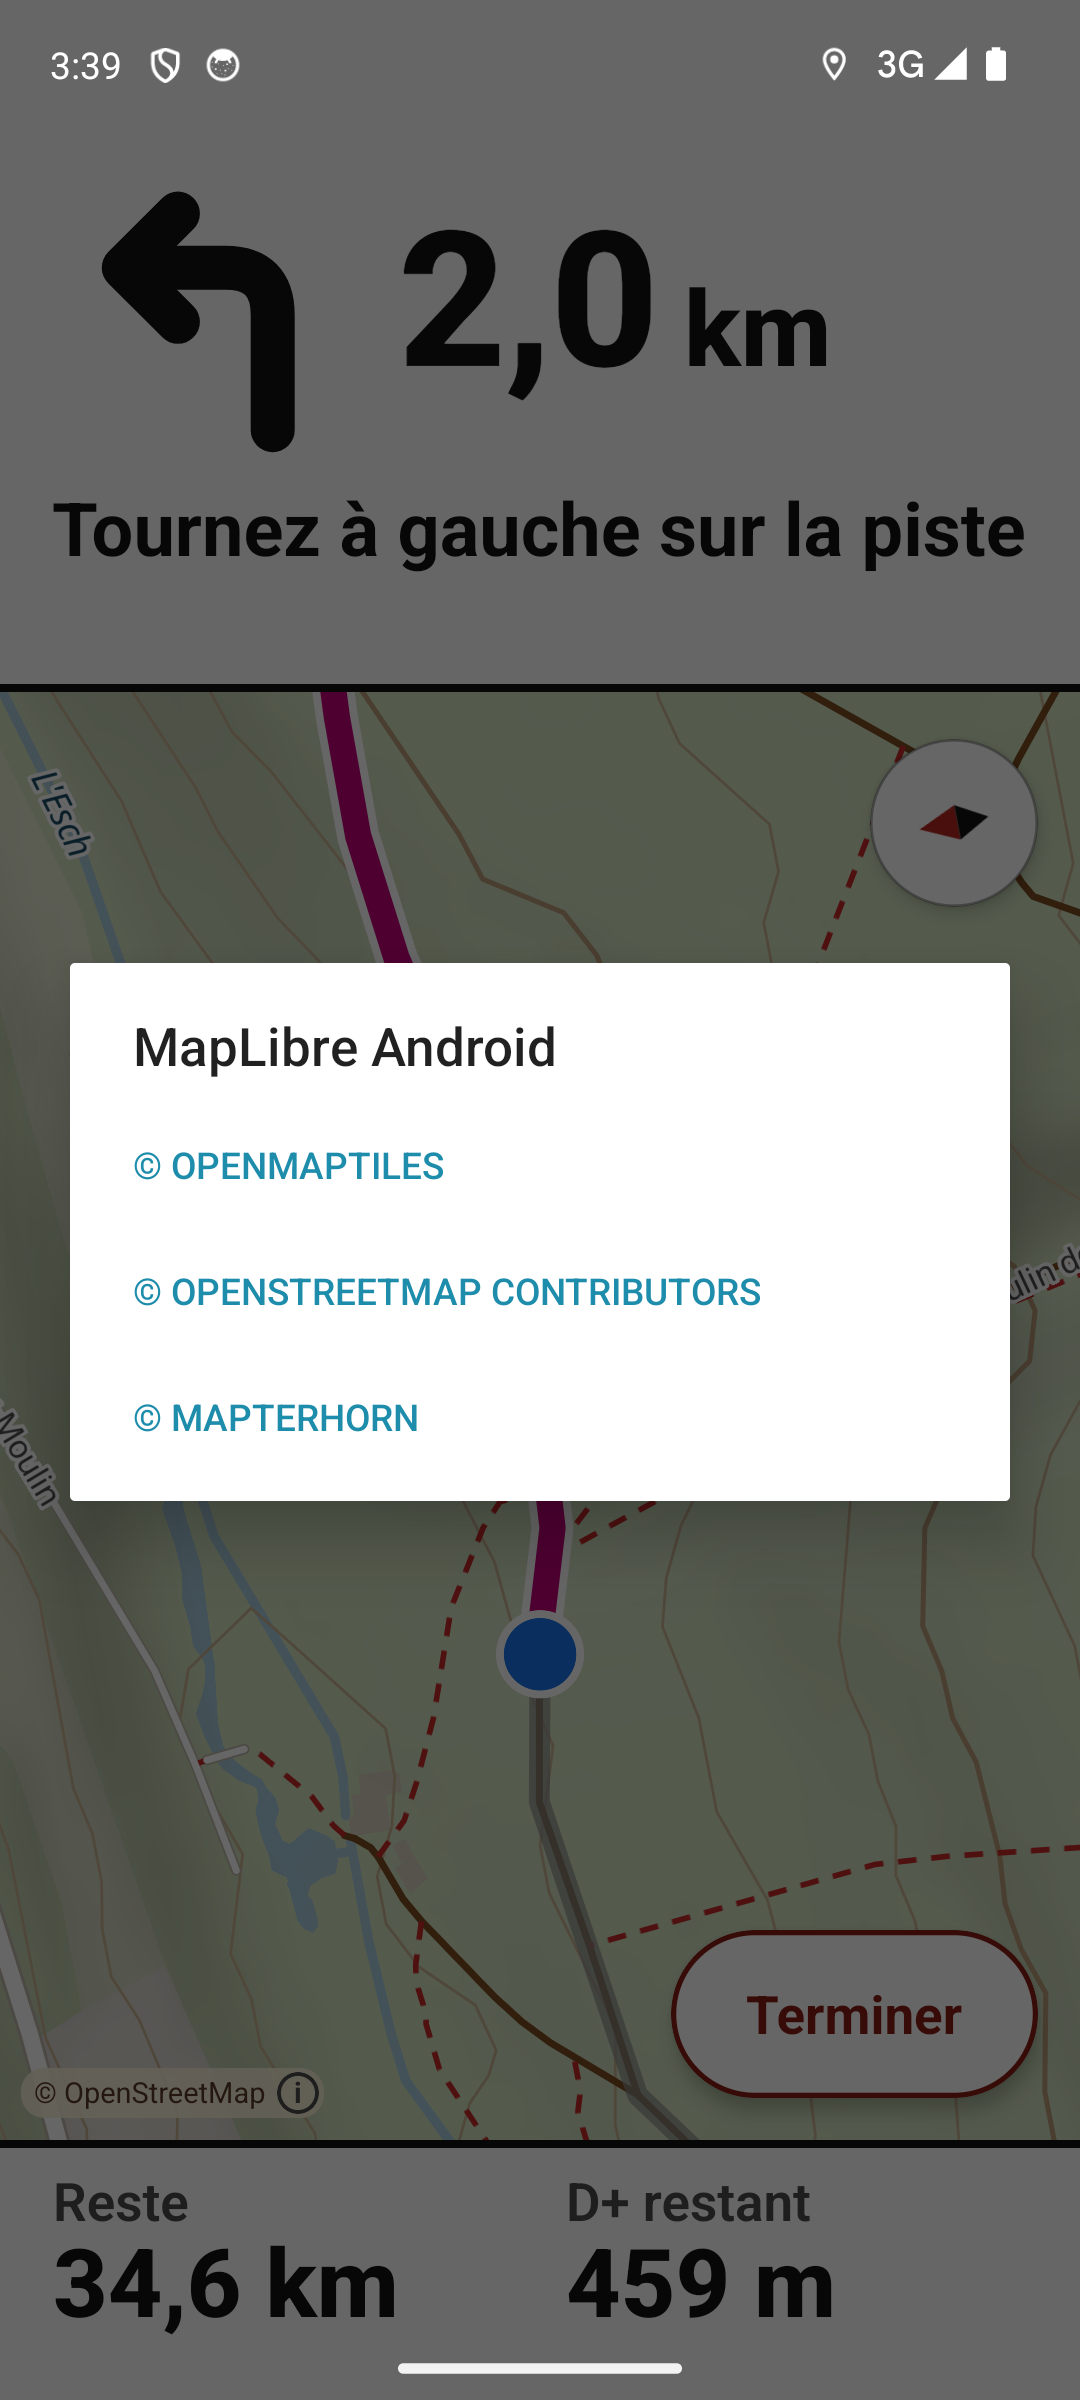 3:39
3G
2,0 km
Tournez à gauche sur la piste
L'Esch
MapLibre Android
© OPENMAPTILES
© OPENSTREETMAP CONTRIBUTORS
© MAPTERHORN
Moulin
Terminer
© OpenStreetMap
Reste
D+ restant
34,6 km
459 m